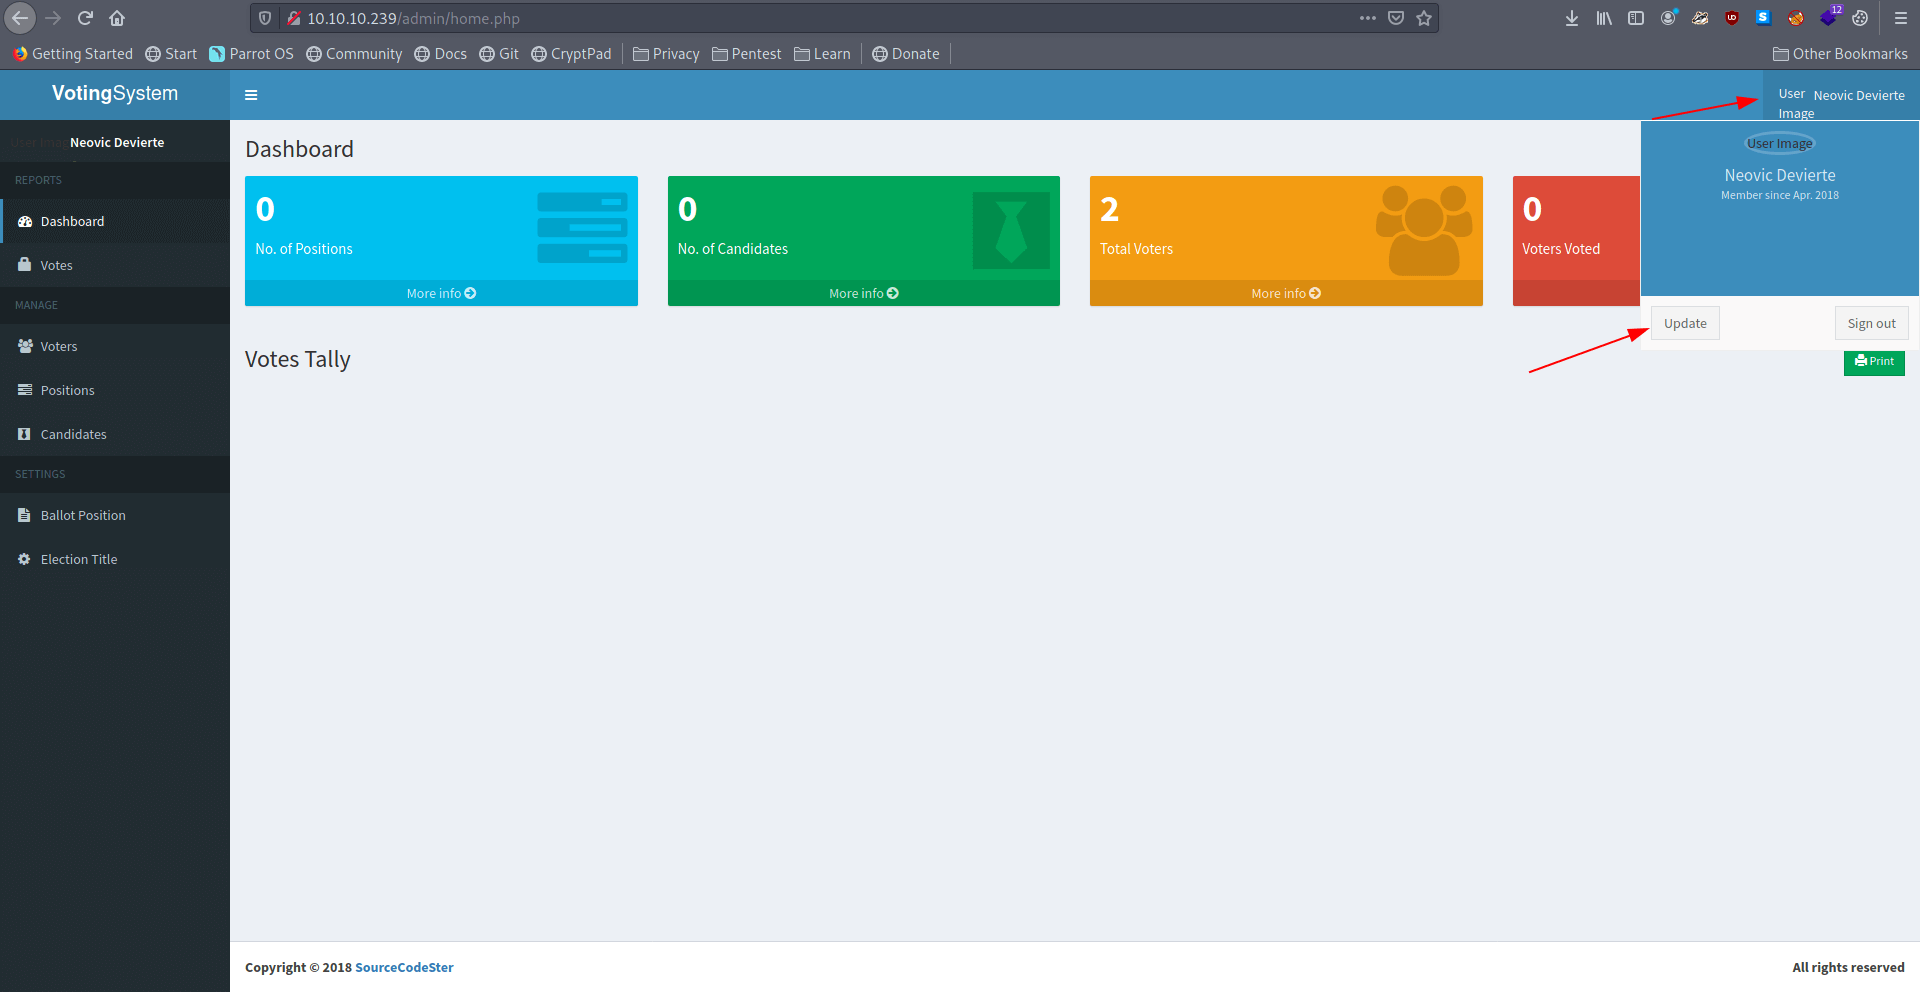 10.10.10.239/admin/home.php
12
Getting Started Start Parrot OS Community Docs Git CryptPad Privacy Pentest Learn Donate Other Bookmarks
VotingSystem
User Image Neovic Devierte
Neovic Devierte
REPORTS
Dashboard
Votes
MANAGE
Voters
Positions
Candidates
SETTINGS
Ballot Position
Election Title
Dashboard
0
No. of Positions
More info
0
No. of Candidates
More info
2
Total Voters
More info
0
Voters Voted
User Image
Neovic Devierte
Member since Apr. 2018
Update Sign out
Votes Tally
Print
Copyright © 2018 SourceCodeSter
All rights reserved